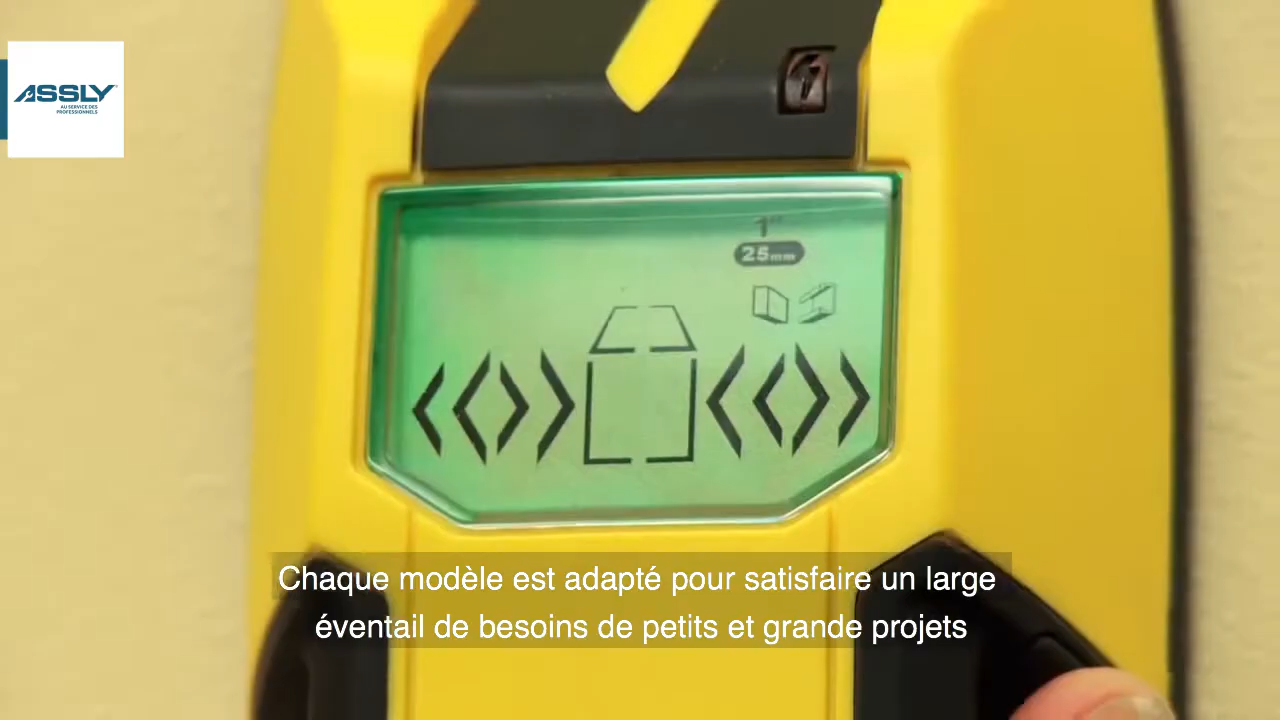 ASSLY
AU SERVICE DES
PROFESSIONNELS
1"
25mm
Chaque modèle est adapté pour satisfaire un large
éventail de besoins de petits et grande projets